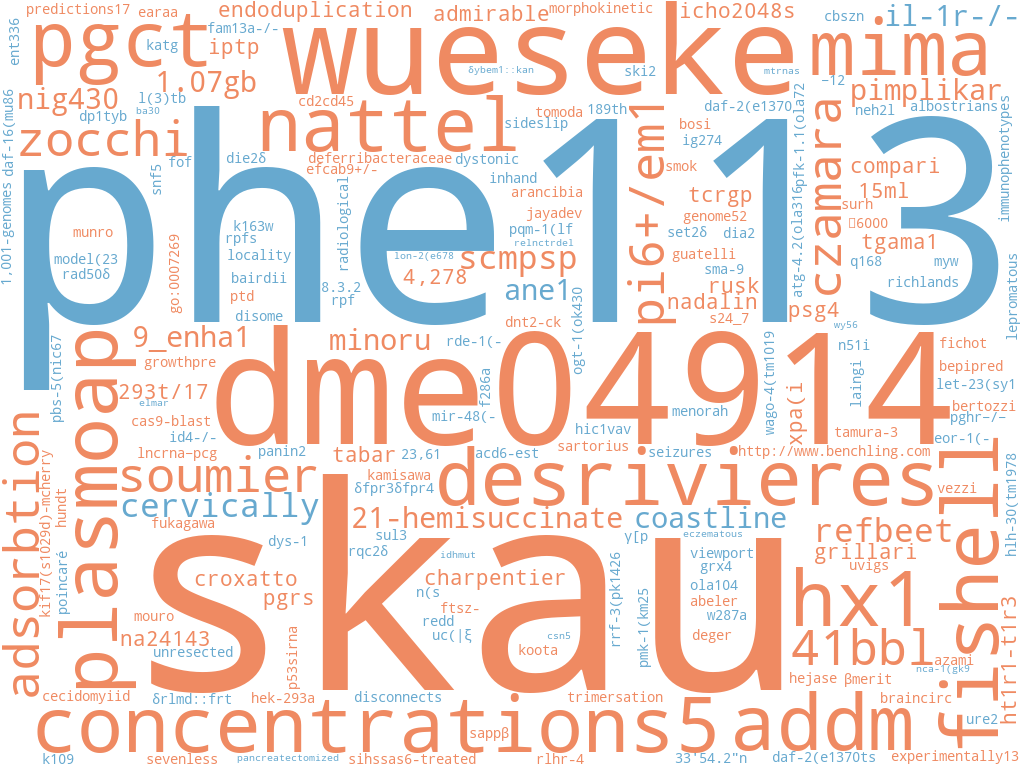 predictions17
earaa
endoduplication
admirable
morphokinetic
icho2048s
cbszn
il-1r-/-
ent336
pgct
katg
fam13a-/-
iptp
wueseke
δybem1::kan
ski2
mtrnas
mima
nig430
l(3)tb
ba30
1.07gb
cd2cd45
tomoda
189th
daf-2(e1370
−12
pimplikar
neh2l
albostrians
dp1tyb
zocchi
fof
die2δ
nattel
sideslip
bosi
ig274
1,001-genomes
daf-16(mu86
snf5
deferribacteraceae
efcab9+/-
dystonic
inhand
arancibia
smok
tcrgp
compari
15ml
immunophenotypes
phe113
munro
k163w
rpfs
locality
radiological
jayadev
pqm-1(lf
relnctrdel
pi6+/em1
genome52
set2δ
dia2
guatelli
pfk-1.1(ola72
atg-4.2(ola316
czamara
surh
6000
tgama1
model(23
rad50δ
go:0007269
bairdii
ptd
disome
8.3.2
rpf
lon-2(e678
4,278
scmpsp
ane1
sma-9
rusk
nadalin
s24_7
psg4
q168
myw
richlands
lepromatous
9_enha1
minoru
rde-1(-
dnt2-ck
ogt-1(ok430
wy56
n51i
fichot
pbs-5(nic67
growthpre
293t/17
elmar
cas9-blast
id4-/-
dme04914
mir-48(-
f286a
hic1vav
menorah
wago-4(tm1019
xpa(i
laingi
bepipred
let-23(sy1
bertozzi
pghr-/-
tamura-3
eor-1(-
adsorbtion
plasmoap
lncrna-pcg
panin2
tabar
23,61
acd6-est
sartorius
seizures
http://www.benchling.com
soumier
cervically
kamisawa
δfpr3δfpr4
desrivieres
vezzi
hlh-30(tm1978
kif17(s1029d)-mcherry
hundt
fukagawa
21-hemisuccinate
coastline
γ[p
eczematous
refbeet
grillari
uvigs
fishell
poincaré
dys-1
rqc2δ
sul3
idhmut
viewport
grx4
ola104
skau
croxatto
pgrs
charpentier
n(s
ftsz-
redd
uc(|ξ
csn5
koota
rrf-3(pk1426
pmk-1(km25
abeler
w287a
deger
hx1
mouro
na24143
unresected
p53sirna
41bbl
azami
nca-1(gk9
ht1r1-t1r3
cecidomyiid
δrlmd::frt
hek-293a
disconnects
trimersation
hejase
βmerit
braincirc
ure2
concentrations5
sappβ
addm
k109
sevenless
pancreatectomized
sihssas6-treated
rlhr-4
33'54.2"n
daf-2(e1370ts
experimentally13